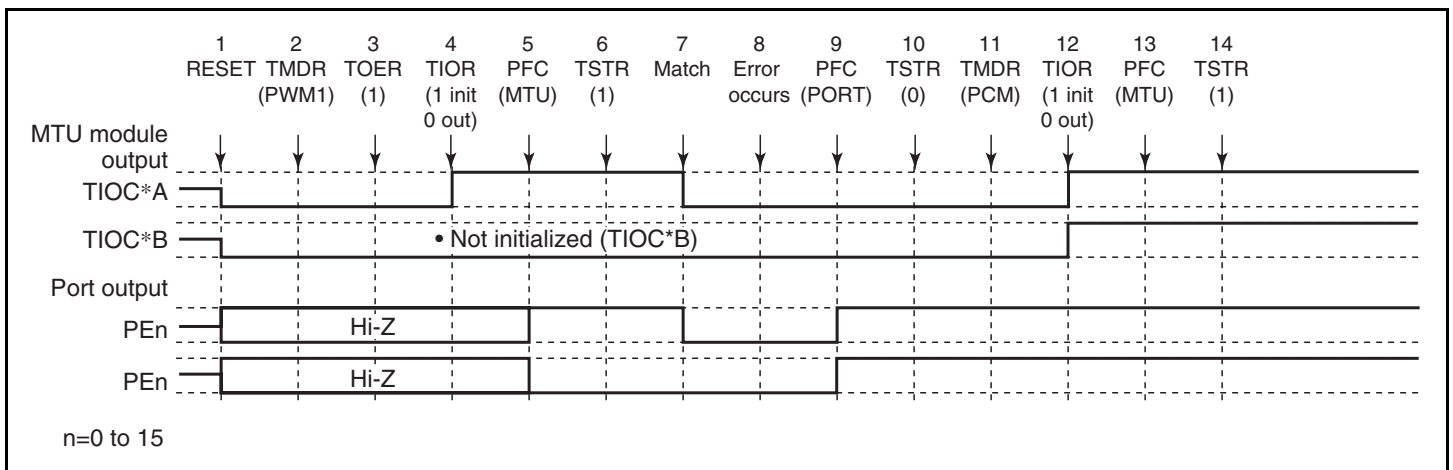 1 2 3 4 5 6 7 8 9 10 11 12 13 14
RESET TMDR TOER TIOR PFC TSTR Match Error PFC TSTR TMDR TIOR PFC TSTR
(PWM1) (1) (1 init (MTU) (1) occurs (PORT) (0) (PCM) (1 init (MTU) (1)
0 out) 0 out)
MTU module
output
TIOC*A
TIOC*B • Not initialized (TIOC*B)
Port output
PEn Hi-Z
PEn Hi-Z
n=0 to 15